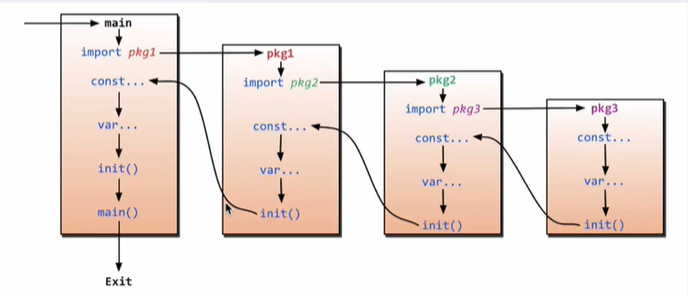 main
import pkg1
const...
var...
init()
main()
Exit
pkg1
import pkg2
const...
var...
init()
pkg2
import pkg3
const...
var...
init()
pkg3
const...
var...
init()